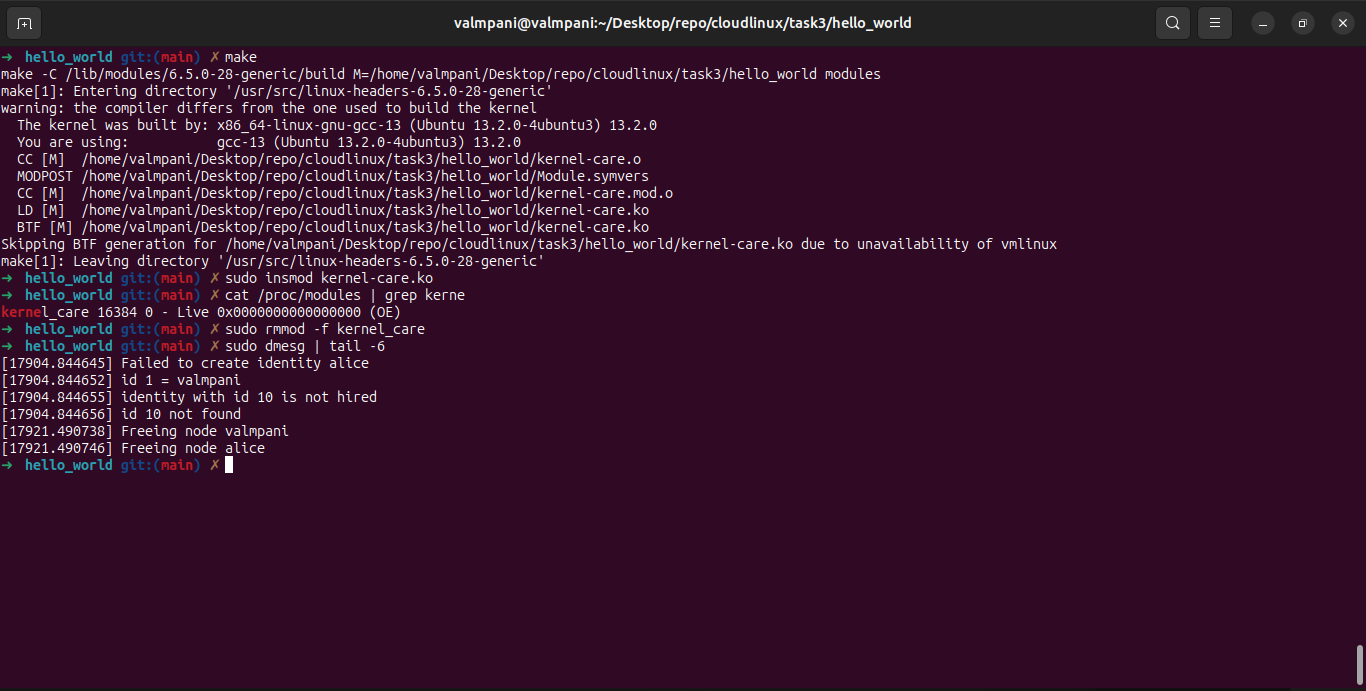 valmpani@valmpani:~/Desktop/repo/cloudlinux/task3/hello_world
➜  hello_world git:(main) ✗ make
make -C /lib/modules/6.5.0-28-generic/build M=/home/valmpani/Desktop/repo/cloudlinux/task3/hello_world modules
make[1]: Entering directory '/usr/src/linux-headers-6.5.0-28-generic'
warning: the compiler differs from the one used to build the kernel
  The kernel was built by: x86_64-linux-gnu-gcc-13 (Ubuntu 13.2.0-4ubuntu3) 13.2.0
  You are using:           gcc-13 (Ubuntu 13.2.0-4ubuntu3) 13.2.0
  CC [M]  /home/valmpani/Desktop/repo/cloudlinux/task3/hello_world/kernel-care.o
  MODPOST /home/valmpani/Desktop/repo/cloudlinux/task3/hello_world/Module.symvers
  CC [M]  /home/valmpani/Desktop/repo/cloudlinux/task3/hello_world/kernel-care.mod.o
  LD [M]  /home/valmpani/Desktop/repo/cloudlinux/task3/hello_world/kernel-care.ko
  BTF [M] /home/valmpani/Desktop/repo/cloudlinux/task3/hello_world/kernel-care.ko
Skipping BTF generation for /home/valmpani/Desktop/repo/cloudlinux/task3/hello_world/kernel-care.ko due to unavailability of vmlinux
make[1]: Leaving directory '/usr/src/linux-headers-6.5.0-28-generic'
➜  hello_world git:(main) ✗ sudo insmod kernel-care.ko
➜  hello_world git:(main) ✗ cat /proc/modules | grep kerne
kernel_care 16384 0 - Live 0x0000000000000000 (OE)
➜  hello_world git:(main) ✗ sudo rmmod -f kernel_care
➜  hello_world git:(main) ✗ sudo dmesg | tail -6
[17904.844645] Failed to create identity alice
[17904.844652] id 1 = valmpani
[17904.844655] identity with id 10 is not hired
[17904.844656] id 10 not found
[17921.490738] Freeing node valmpani
[17921.490746] Freeing node alice
➜  hello_world git:(main) ✗